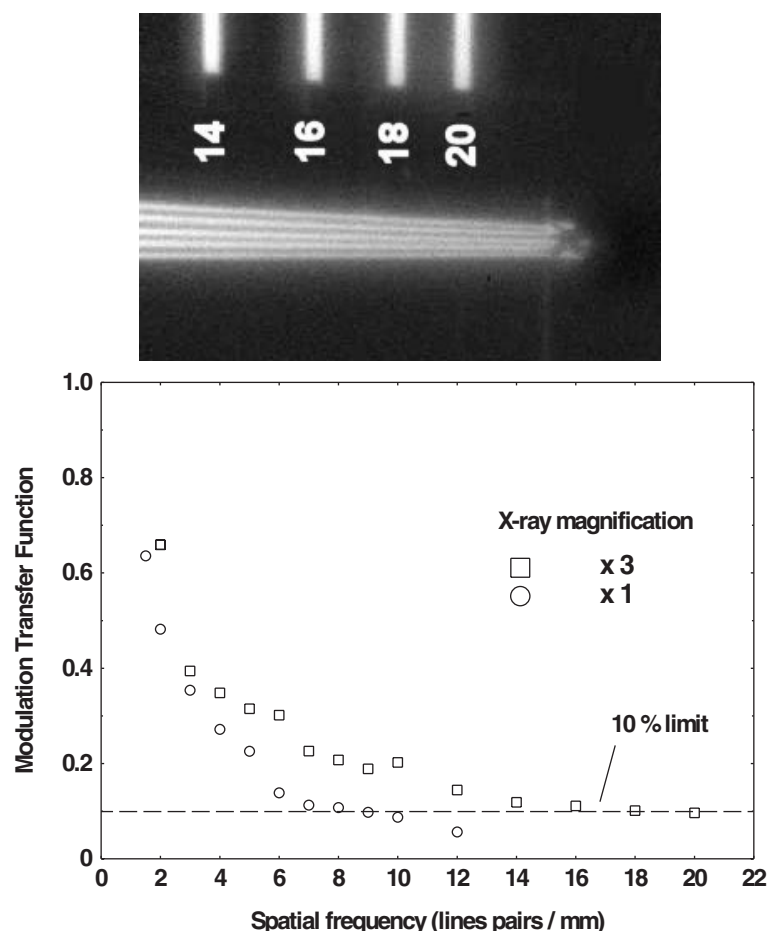 14 16 18 20
1.0
0.8
0.6
0.4
0.2
0
Modulation Transfer Function
X-ray magnification
x 3
x 1
10 % limit
0 2 4 6 8 10 12 14 16 18 20 22
Spatial frequency (lines pairs / mm)